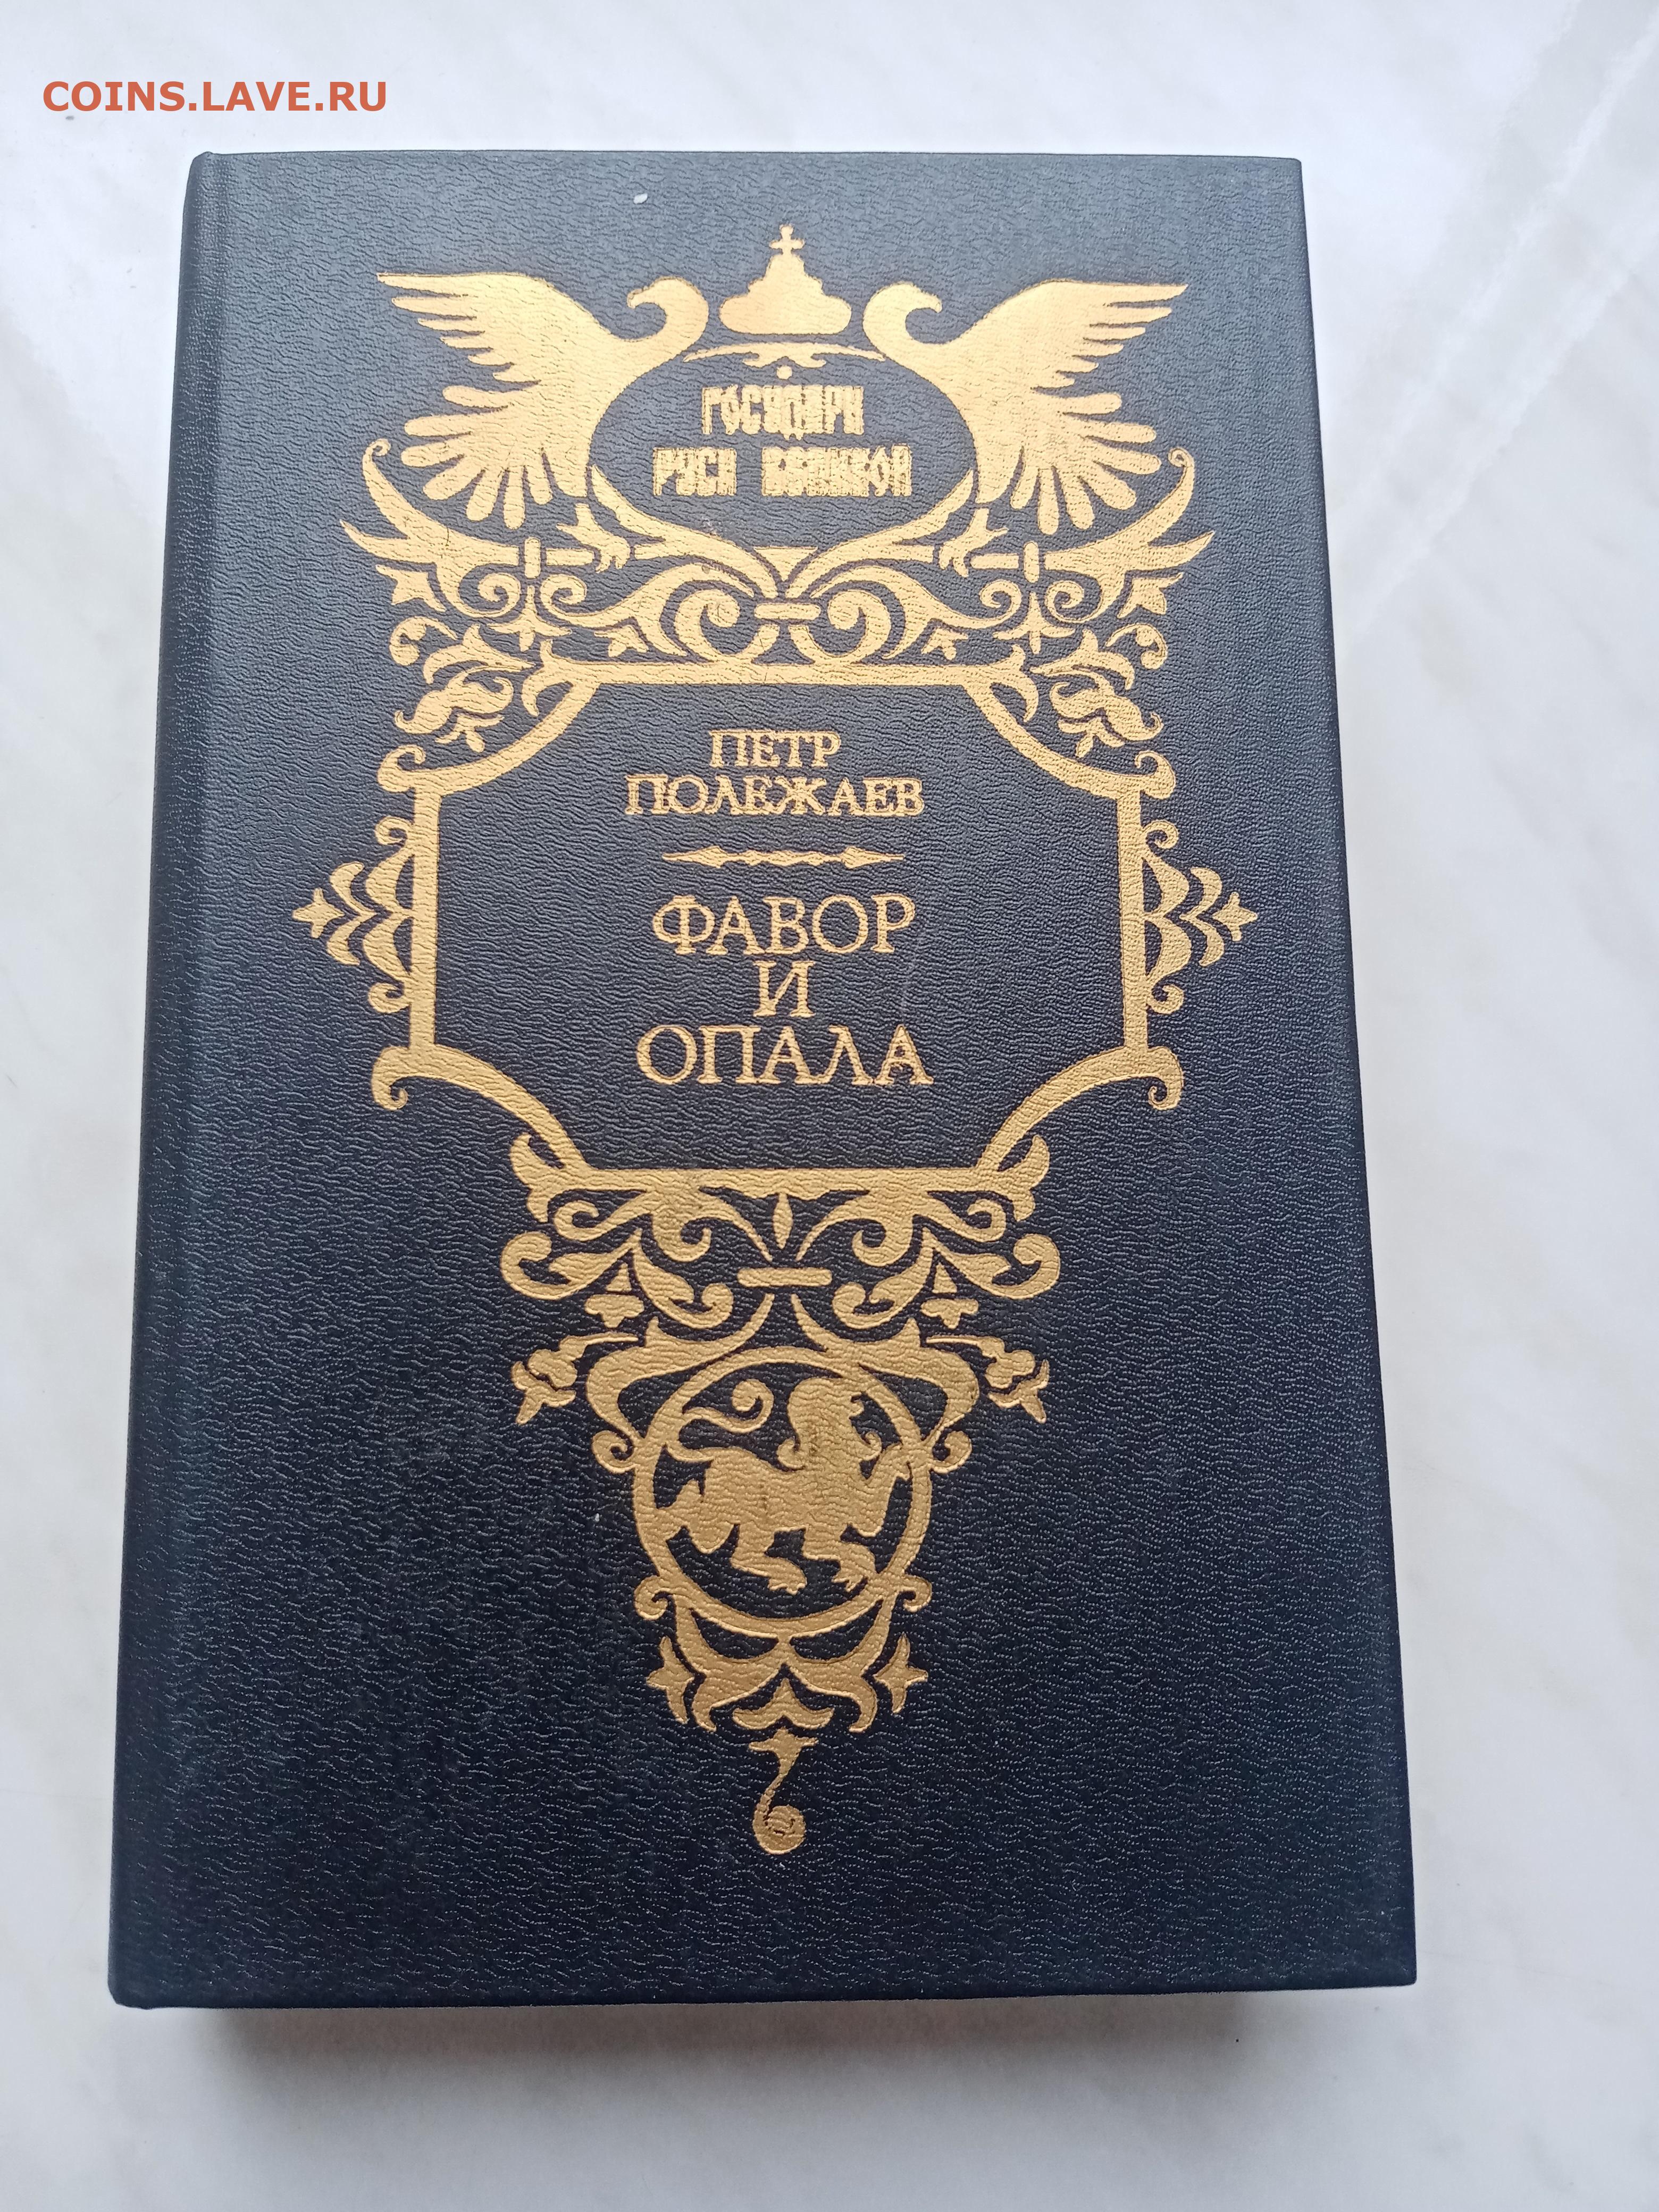 COINS.LAVE.RU
ГОСУДАРИ
РУСИ ВЕЛИКОЙ
ПЕТР
ПОЛЕЖАЕВ
ФАВОР
И
ОПАЛА